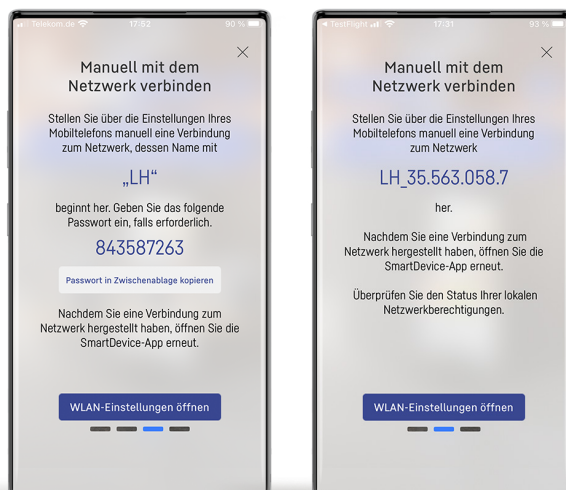 Telekom.de 17:52 90 %
Manuell mit dem
Netzwerk verbinden
Stellen Sie über die Einstellungen Ihres
Mobiltelefons manuell eine Verbindung
zum Netzwerk, dessen Name mit
„LH“
beginnt her. Geben Sie das folgende
Passwort ein, falls erforderlich.
843587263
Passwort in Zwischenablage kopieren
Nachdem Sie eine Verbindung zum
Netzwerk hergestellt haben, öffnen Sie die
SmartDevice-App erneut.
WLAN-Einstellungen öffnen
TestFlight 17:31 93 %
Manuell mit dem
Netzwerk verbinden
Stellen Sie über die Einstellungen Ihres
Mobiltelefons manuell eine Verbindung
zum Netzwerk
LH_35.563.058.7
her.
Nachdem Sie eine Verbindung zum
Netzwerk hergestellt haben, öffnen Sie die
SmartDevice-App erneut.
Überprüfen Sie den Status Ihrer lokalen
Netzwerkberechtigungen.
WLAN-Einstellungen öffnen